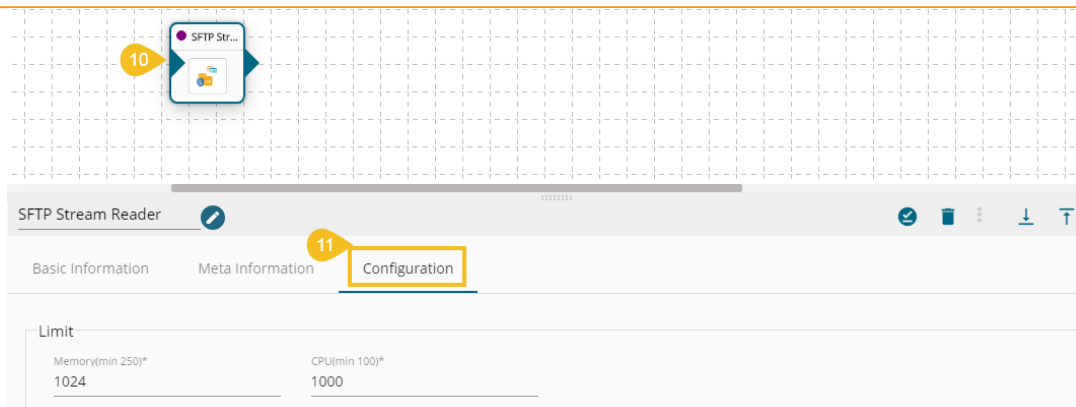 SFTP Str...
10
SFTP Stream Reader
11
Basic Information Meta Information Configuration
Limit
Memory(min 250)* CPU(min 100)*
1024 1000